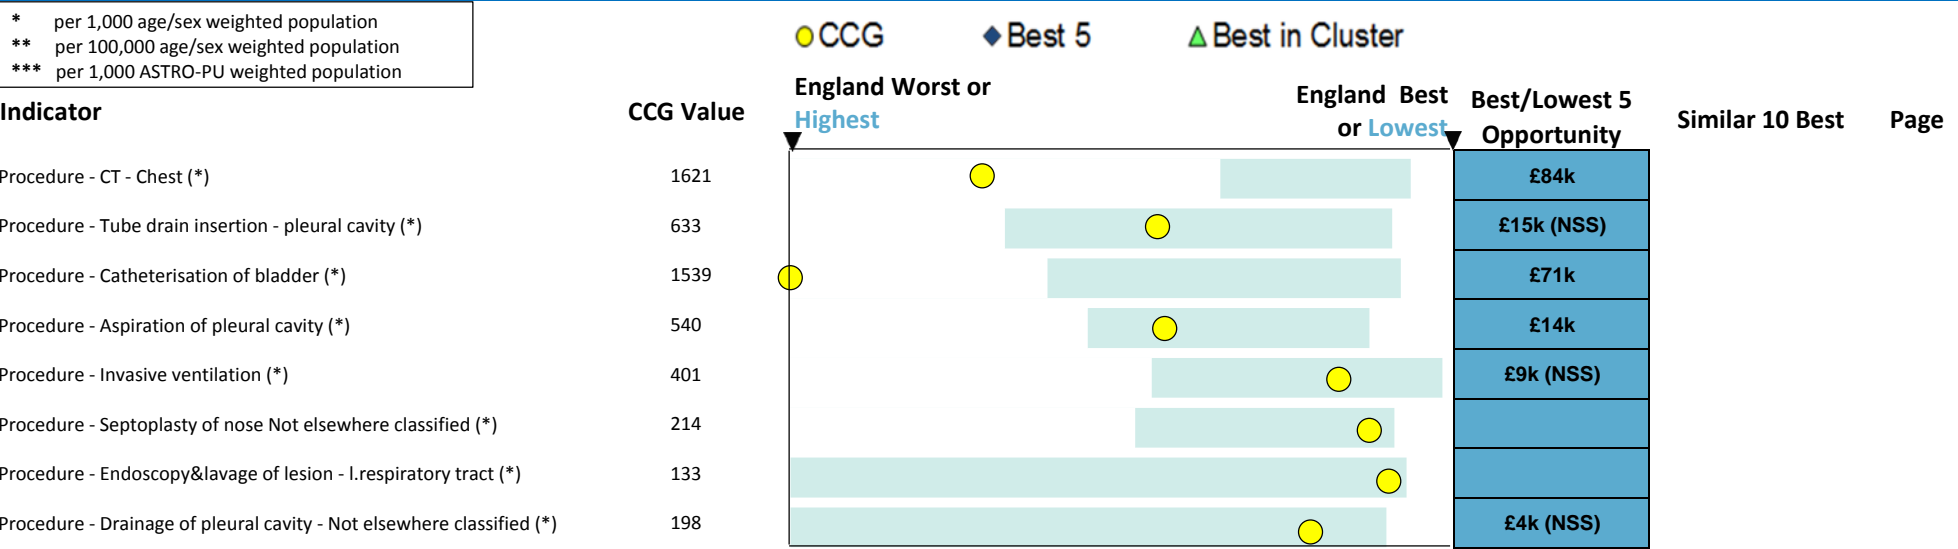 * per 1,000 age/sex weighted population
** per 100,000 age/sex weighted population
*** per 1,000 ASTRO-PU weighted population
CCG Best 5 Best in Cluster
Indicator CCG Value England Worst or Highest England Best or Lowest Best/Lowest 5 Opportunity Similar 10 Best Page
Procedure - CT - Chest (*) 1621 £84k
Procedure - Tube drain insertion - pleural cavity (*) 633 £15k (NSS)
Procedure - Catheterisation of bladder (*) 1539 £71k
Procedure - Aspiration of pleural cavity (*) 540 £14k
Procedure - Invasive ventilation (*) 401 £9k (NSS)
Procedure - Septoplasty of nose Not elsewhere classified (*) 214
Procedure - Endoscopy&lavage of lesion - l.respiratory tract (*) 133
Procedure - Drainage of pleural cavity - Not elsewhere classified (*) 198 £4k (NSS)